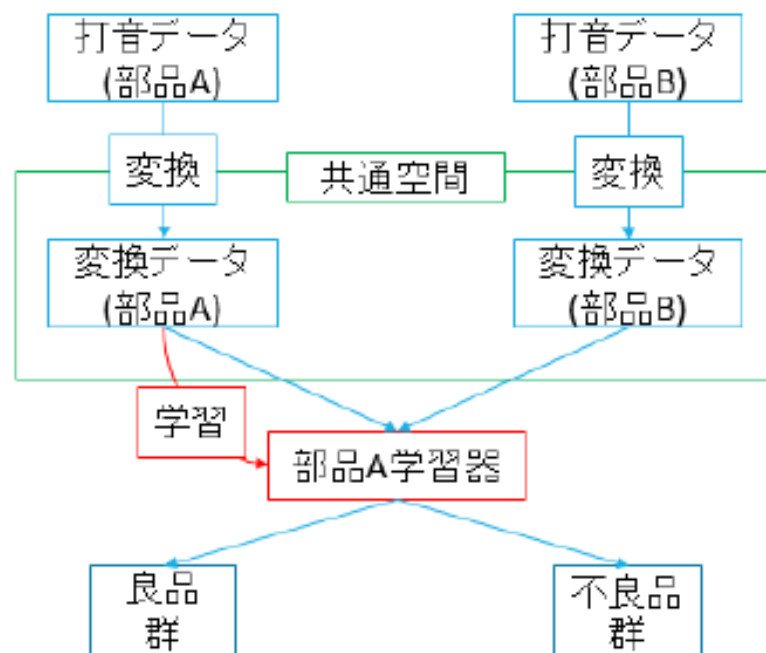 打音データ
(部品A)
打音データ
(部品B)
変換
共通空間
変換
変換データ
(部品A)
変換データ
(部品B)
学習
部品A学習器
良品
群
不良品
群